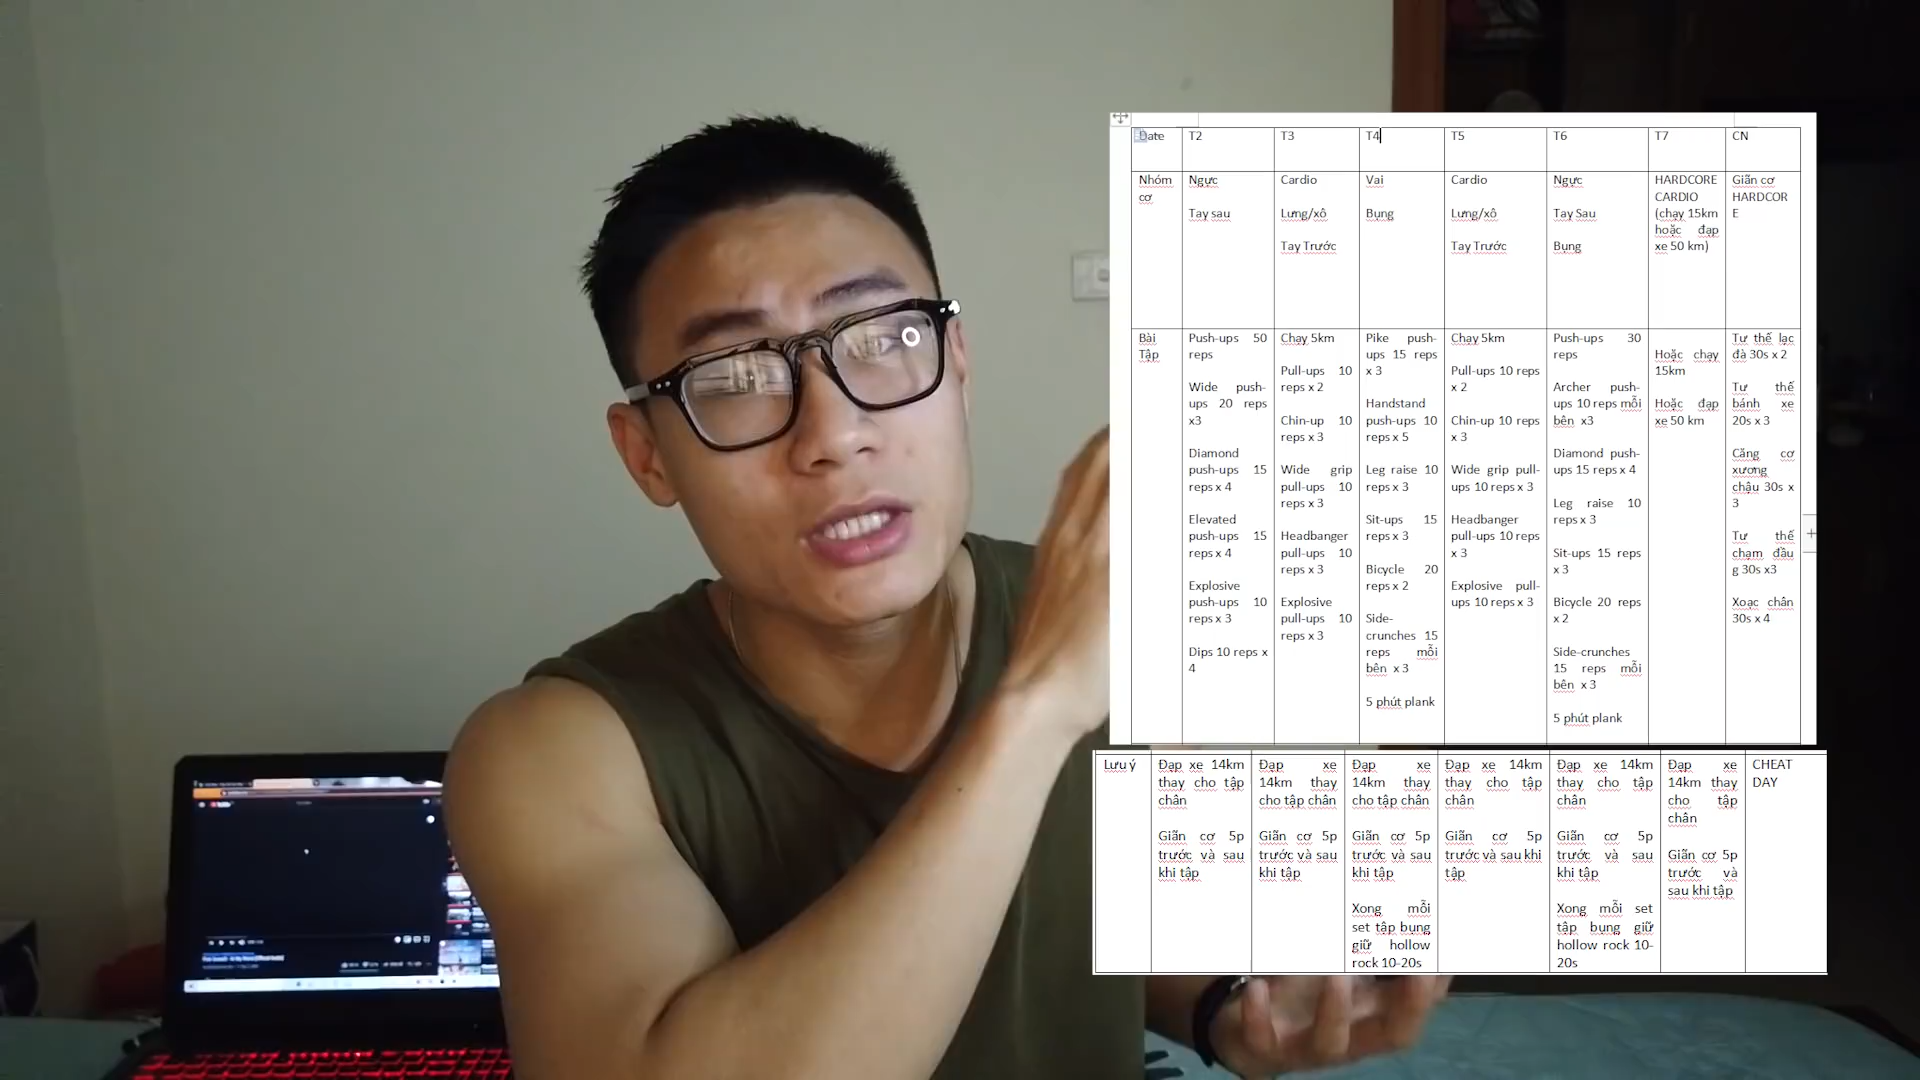 Date
T2
T3
T4
T5
T6
T7
CN
Nhóm
cơ
Ngực
Tay sau
Cardio
Lưng/xô
Tay Trước
Vai
Bụng
Cardio
Lưng/xô
Tay Trước
Ngực
Tay Sau
Bụng
HARDCORE
CARDIO
(chạy 15km
hoặc đạp
xe 50 km)
Giãn cơ
HARDCOR
E
Bài
Tập
Push-ups 50
reps
Wide push-
ups 20 reps
x3
Diamond
push-ups 15
reps x 4
Elevated
push-ups 15
reps x 4
Explosive
push-ups 10
reps x 3
Dips 10 reps x
4
Chạy 5km
Pull-ups 10
reps x 2
Chin-up 10
reps x 3
Wide grip
pull-ups 10
reps x 3
Headbanger
pull-ups 10
reps x 3
Explosive
pull-ups 10
reps x 3
Pike push-
ups 15 reps
x 3
Handstand
push-ups 10
reps x 5
Leg raise 10
reps x 3
Sit-ups 15
reps x 3
Bicycle 20
reps x 2
Side-
crunches 15
reps mỗi
bên x 3
5 phút plank
Chạy 5km
Pull-ups 10 reps
x 2
Chin-up 10 reps
x 3
Wide grip pull-
ups 10 reps x 3
Headbanger
pull-ups 10 reps
x 3
Explosive pull-
ups 10 reps x 3
Push-ups 30
reps
Archer push-
ups 10 reps mỗi
bên x3
Diamond push-
ups 15 reps x 4
Leg raise 10
reps x 3
Sit-ups 15 reps
x 3
Bicycle 20 reps
x 2
Side-crunches
15 reps mỗi
bên x 3
5 phút plank
Hoặc chạy
15km
Hoặc đạp
xe 50 km
Tư thế lạc
đà 30s x 2
Tư thế
bánh xe
20s x 3
Căng cơ
xương
chậu 30s x
3
Tư thế
chạm đầu
g 30s x3
Xoạc chân
30s x 4
Lưu ý
Đạp xe 14km
thay cho tập
chân
Giãn cơ 5p
trước và sau
khi tập
Đạp xe
14km thay
cho tập chân
Giãn cơ 5p
trước và sau
khi tập
Đạp xe
14km thay
cho tập chân
Giãn cơ 5p
trước và sau
khi tập
Xong mỗi
set tập bụng
giữ hollow
rock 10-20s
Đạp xe 14km
thay cho tập
chân
Giãn cơ 5p
trước và sau khi
tập
Đạp xe 14km
thay cho tập
chân
Giãn cơ 5p
trước và sau
khi tập
Xong mỗi set
tập bụng giữ
hollow rock 10-
20s
Đạp xe
14km thay
cho tập
chân
Giãn cơ 5p
trước và
sau khi tập
CHEAT
DAY